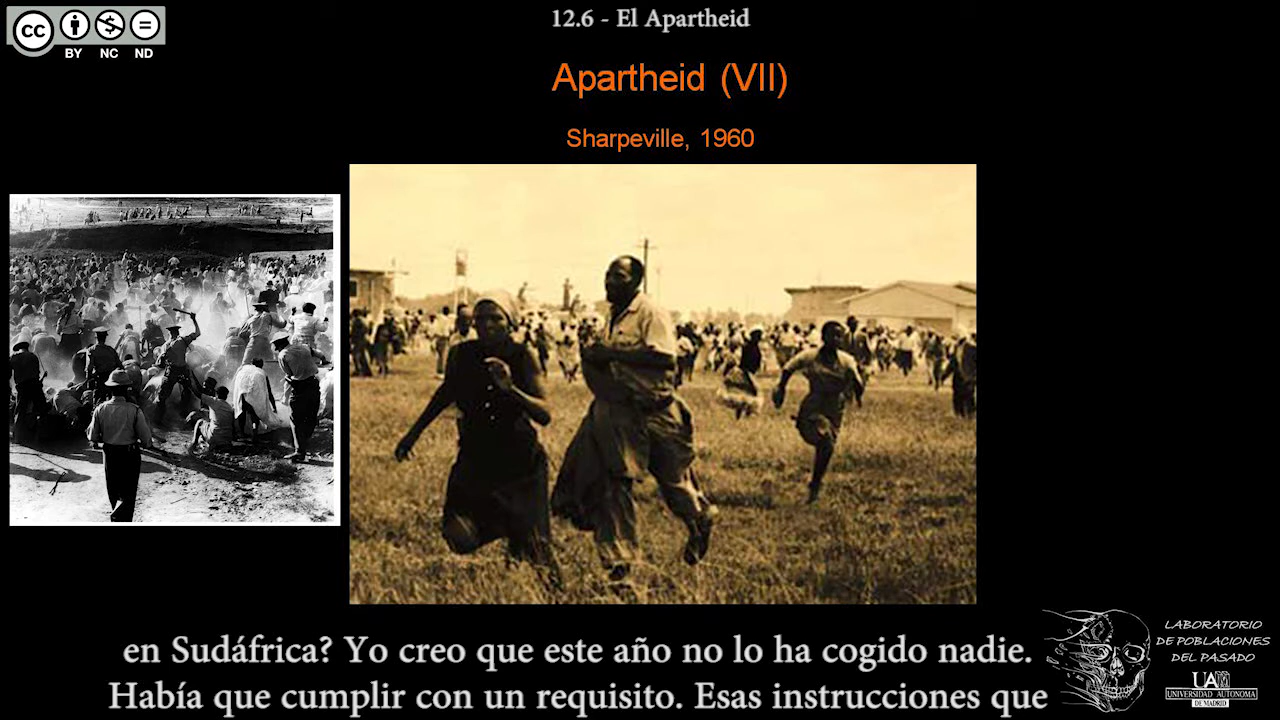 12.6 - El Apartheid
cc
BY NC ND
Apartheid (VII)
Sharpeville, 1960
en Sudáfrica? Yo creo que este año no lo ha cogido nadie.
Había que cumplir con un requisito. Esas instrucciones que
LABORATORIO
DE POBLACIONES
DEL PASADO
UAM
UNIVERSIDAD AUTONOMA
DE MADRID